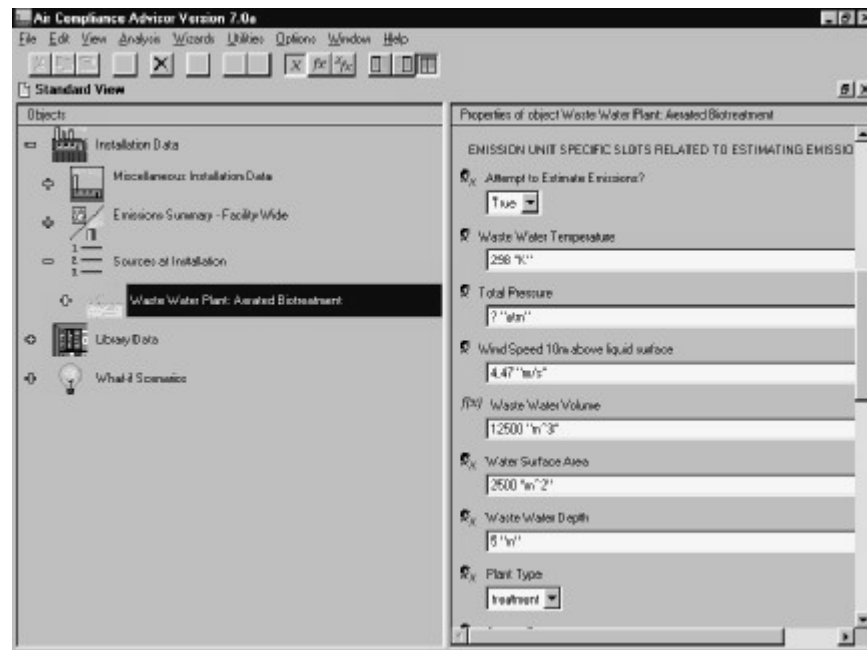 Air Compliance Advisor Version 7.0a
File Edit View Analysis Wizards Utilities Options Window Help
Standard View
Objects
Installation Data
Miscellaneous Installation Data
Emissions Summary - Facility Wide
Sources at Installation
Waste Water Plant: Aerated Biotreatment
Library Data
What-if Scenarios
Properties of object Waste Water Plant: Aerated Biotreatment
EMISSION UNIT SPECIFIC SLOTS RELATED TO ESTIMATING EMISSIO
Attempt to Estimate Emissions?
True
Waste Water Temperature
298 "K"
Total Pressure
? "atm"
Wind Speed 10m above liquid surface
4.47 "m/s"
f(x) Waste Water Volume
12500 "m^3"
Water Surface Area
2500 "m^2"
Waste Water Depth
5 "m"
Plant Type
treatment